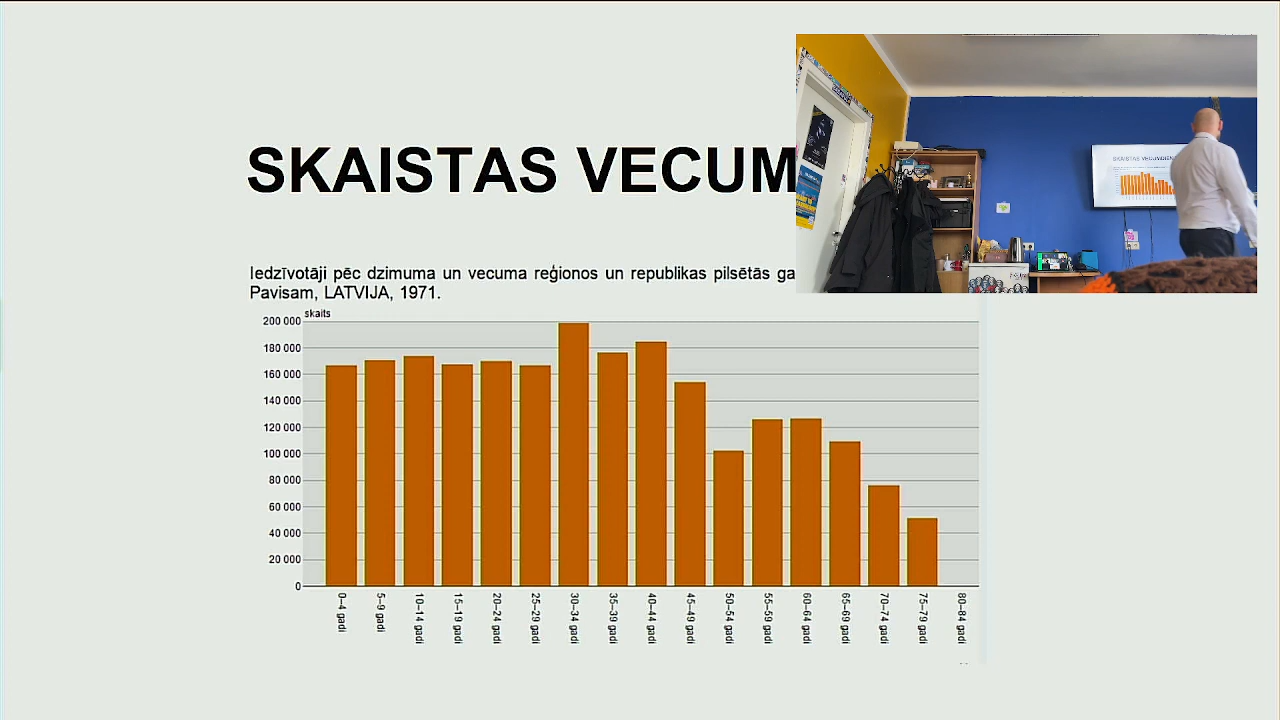 SKAISTAS VECUM
Iedzīvotāji pēc dzimuma un vecuma reģionos un republikas pilsētās ga
Pavisam, LATVIJA, 1971.
skaits
200 000
180 000
160 000
140 000
120 000
100 000
80 000
60 000
40 000
20 000
0
0–4 gadi
5–9 gadi
10–14 gadi
15–19 gadi
20–24 gadi
25–29 gadi
30–34 gadi
35–39 gadi
40–44 gadi
45–49 gadi
50–54 gadi
55–59 gadi
60–64 gadi
65–69 gadi
70–74 gadi
75–79 gadi
80–84 gadi